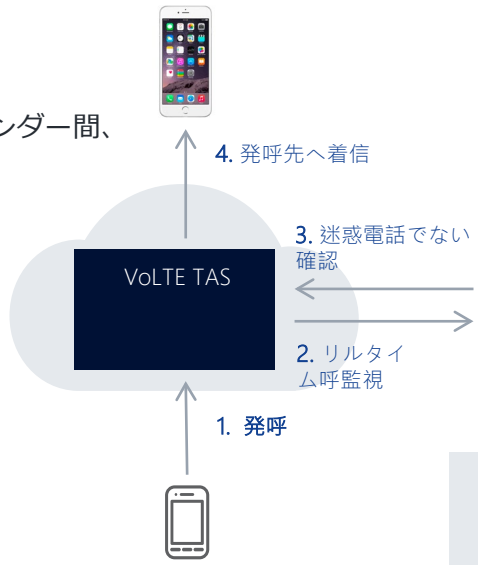 ンダー間、
4. 発呼先へ着信
3. 迷惑電話でない
確認
VoLTE TAS
2. リルタイ
ム呼監視
1. 発呼